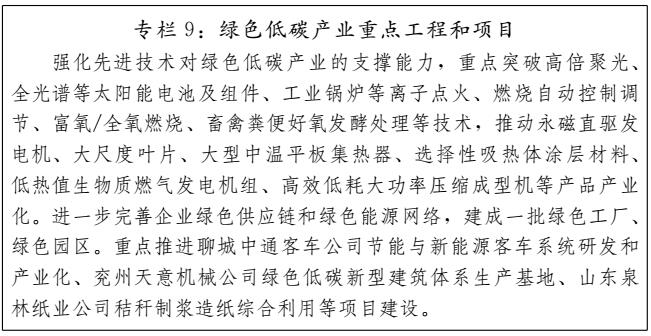 专栏 9：绿色低碳产业重点工程和项目
强化先进技术对绿色低碳产业的支撑能力，重点突破高倍聚光、
全光谱等太阳能电池及组件、工业锅炉等离子点火、燃烧自动控制调
节、富氧/全氧燃烧、畜禽粪便好氧发酵处理等技术，推动永磁直驱发
电机、大尺度叶片、大型中温平板集热器、选择性吸热体涂层材料、
低热值生物质燃气发电机组、高效低耗大功率压缩成型机等产品产业
化。进一步完善企业绿色供应链和绿色能源网络，建成一批绿色工厂、
绿色园区。重点推进聊城中通客车公司节能与新能源客车系统研发和
产业化、兖州天意机械公司绿色低碳新型建筑体系生产基地、山东泉
林纸业公司秸秆制浆造纸综合利用等项目建设。